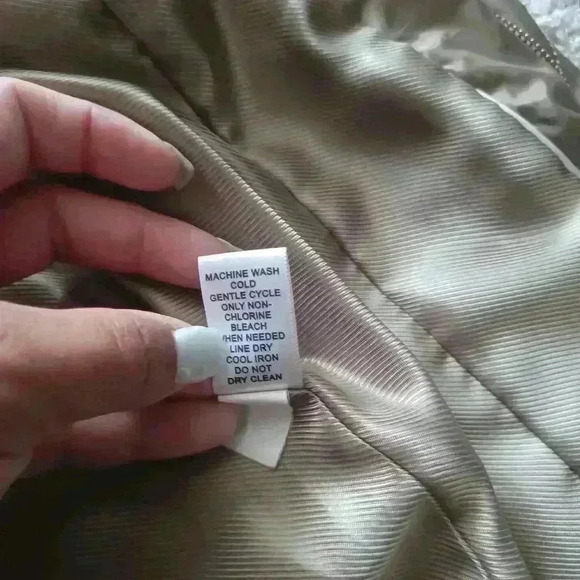 MACHINE WASH
COLD
GENTLE CYCLE
ONLY NON-
CHLORINE
BLEACH
WHEN NEEDED
LINE DRY
COOL IRON
DO NOT
DRY CLEAN